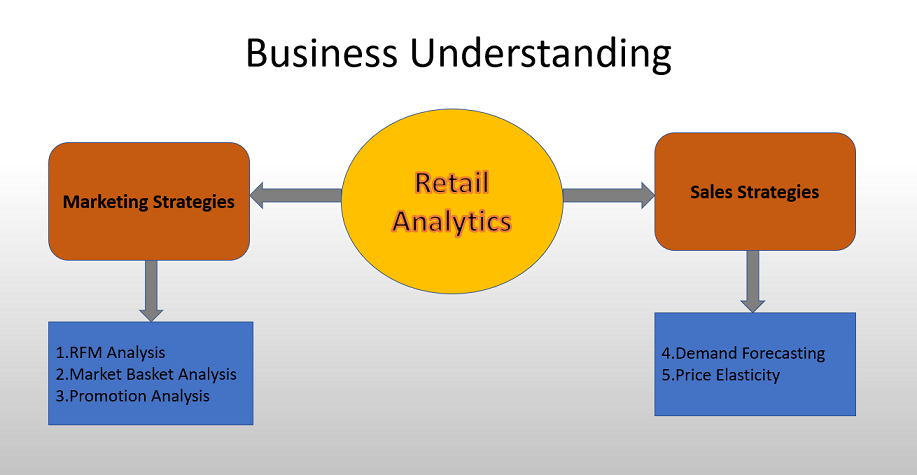 Business Understanding
Retail
Analytics
Marketing Strategies
Sales Strategies
1.RFM Analysis
2.Market Basket Analysis
3.Promotion Analysis
4.Demand Forecasting
5.Price Elasticity